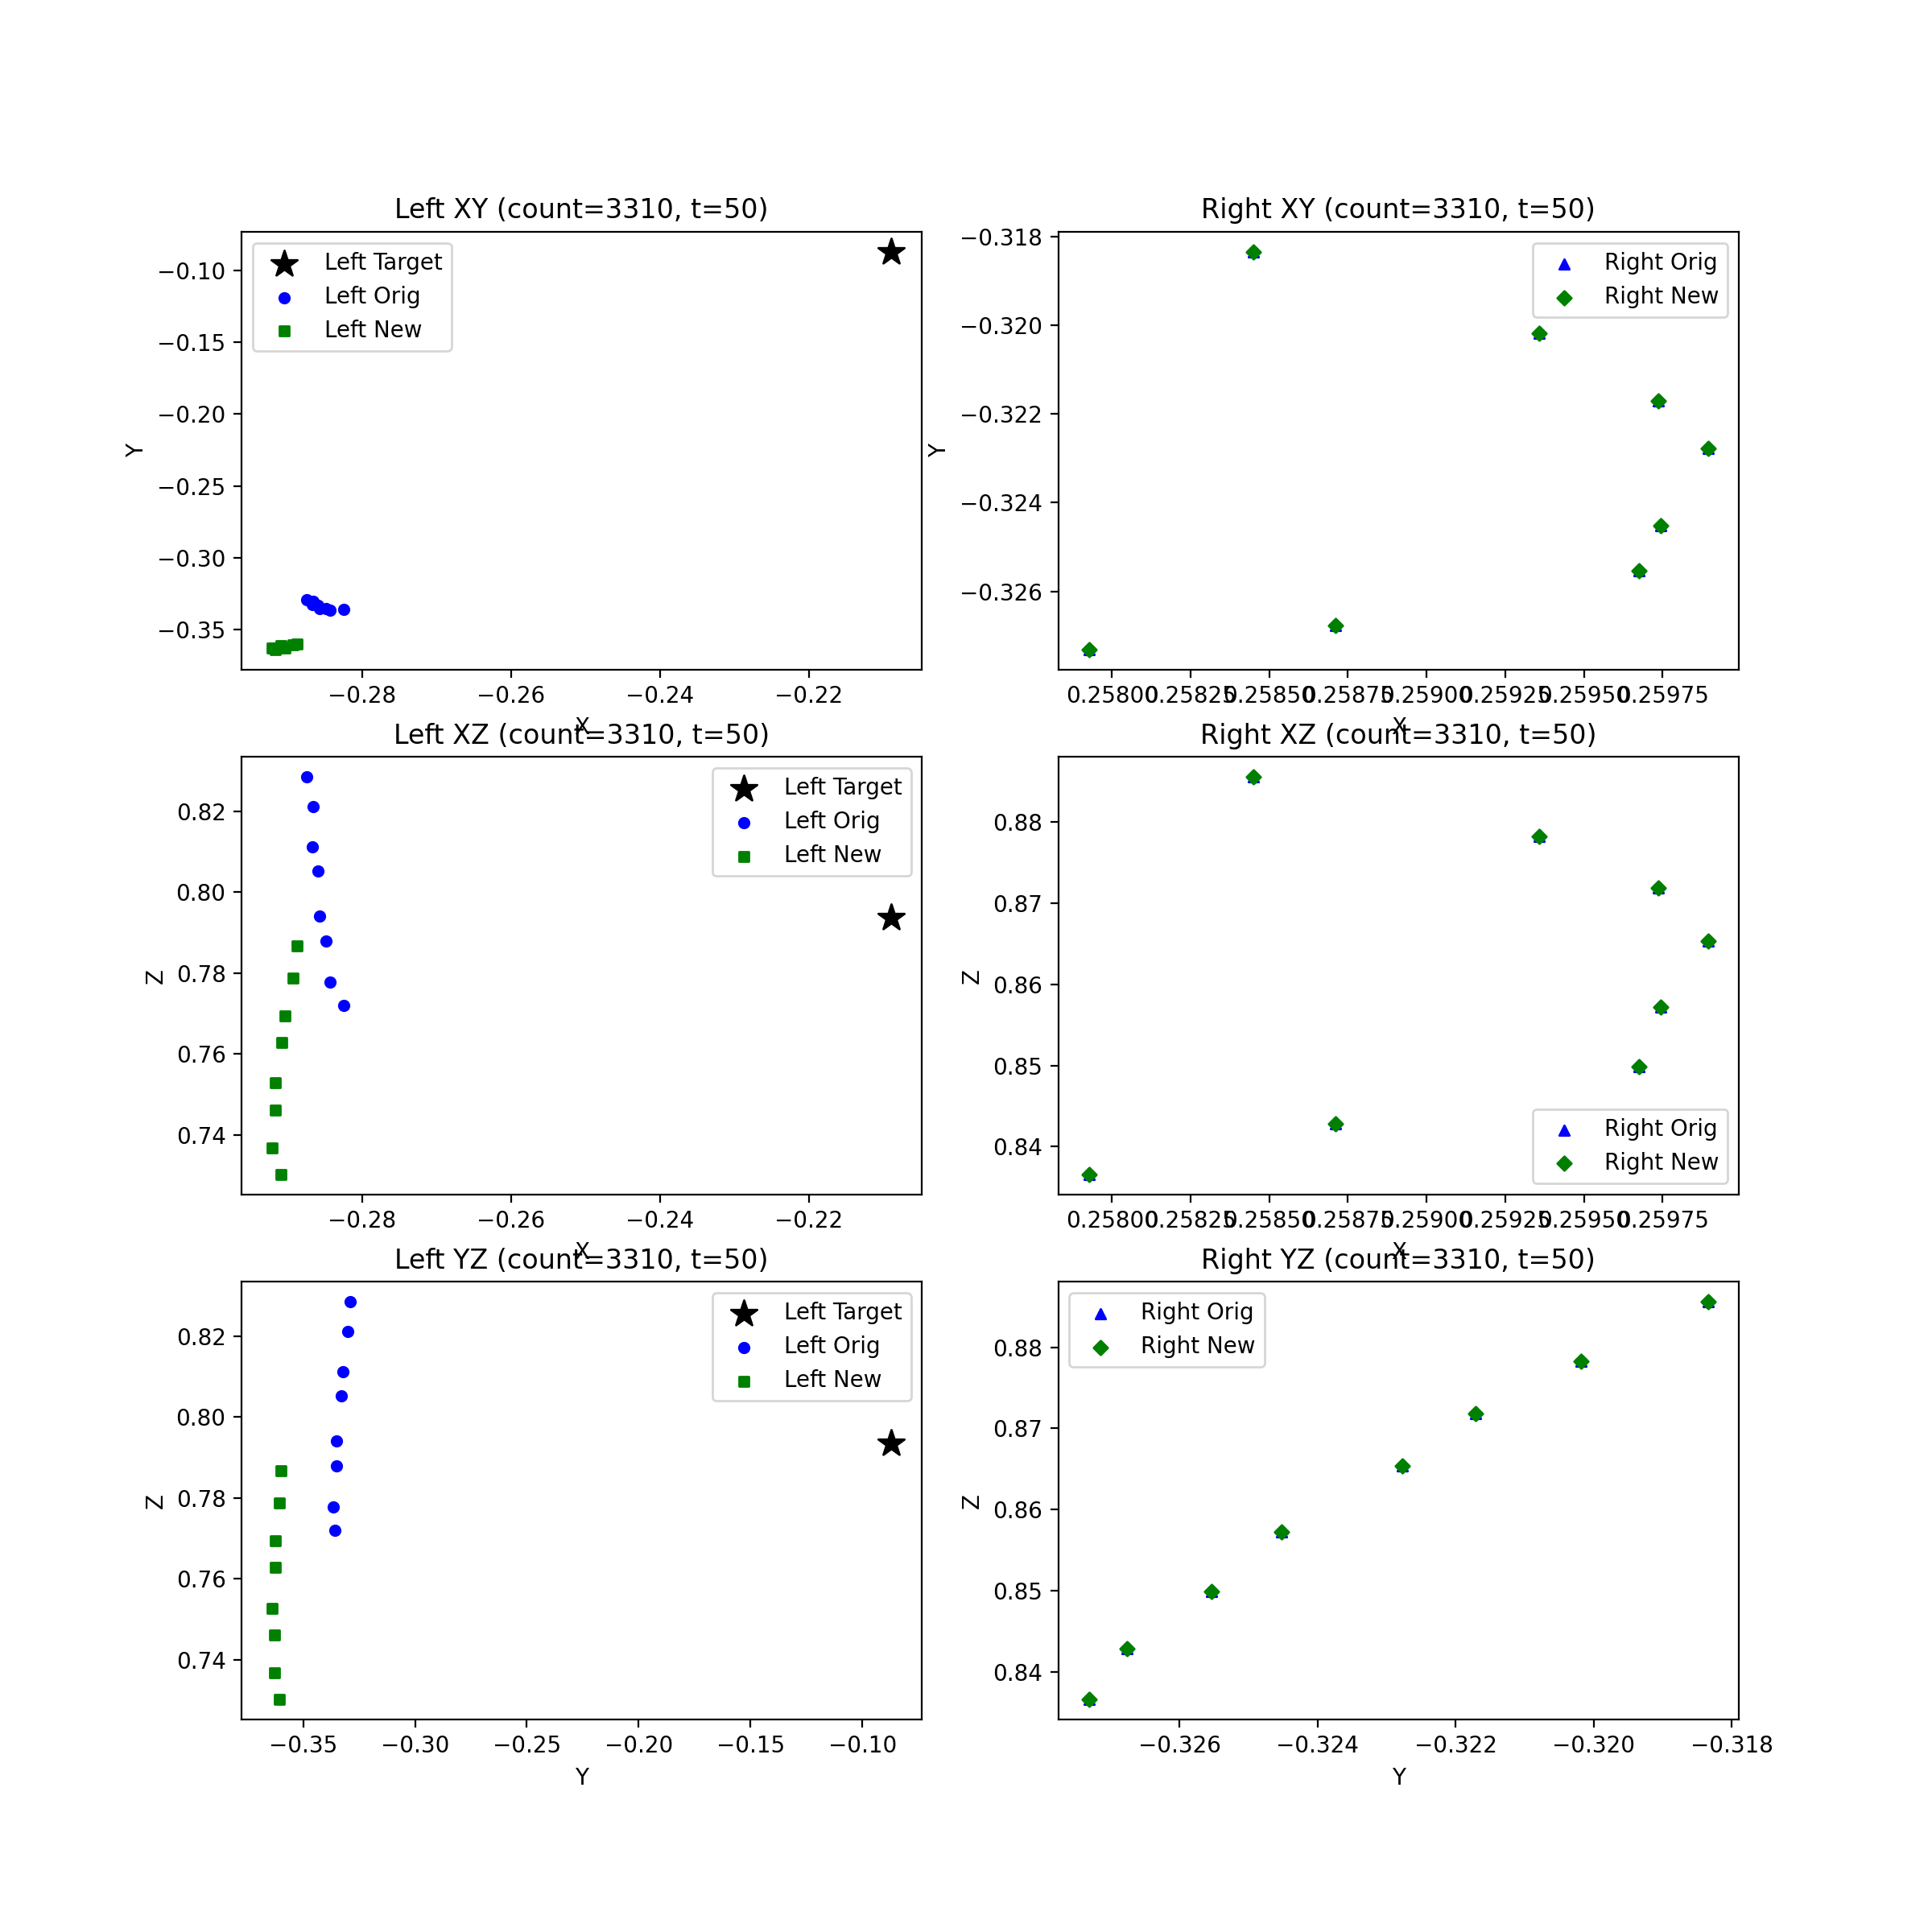 Left XY (count=3310, t=50)
Left Target
Left Orig
Left New
−0.10
−0.15
−0.20
−0.25
−0.30
−0.35
Y
−0.28
−0.26
−0.24
−0.22
X
Right XY (count=3310, t=50)
Right Orig
Right New
−0.318
−0.320
−0.322
−0.324
−0.326
Y
0.25800
0.25825
0.25850
0.25875
0.25900
0.25925
0.25950
0.25975
X
Left XZ (count=3310, t=50)
Left Target
Left Orig
Left New
0.82
0.80
0.78
0.76
0.74
Z
−0.28
−0.26
−0.24
−0.22
X
Right XZ (count=3310, t=50)
0.88
0.87
0.86
0.85
0.84
Z
Right Orig
Right New
0.25800
0.25825
0.25850
0.25875
0.25900
0.25925
0.25950
0.25975
X
Left YZ (count=3310, t=50)
Left Target
Left Orig
Left New
0.82
0.80
0.78
0.76
0.74
Z
−0.35
−0.30
−0.25
−0.20
−0.15
−0.10
Y
Right YZ (count=3310, t=50)
Right Orig
Right New
0.88
0.87
0.86
0.85
0.84
Z
−0.326
−0.324
−0.322
−0.320
−0.318
Y